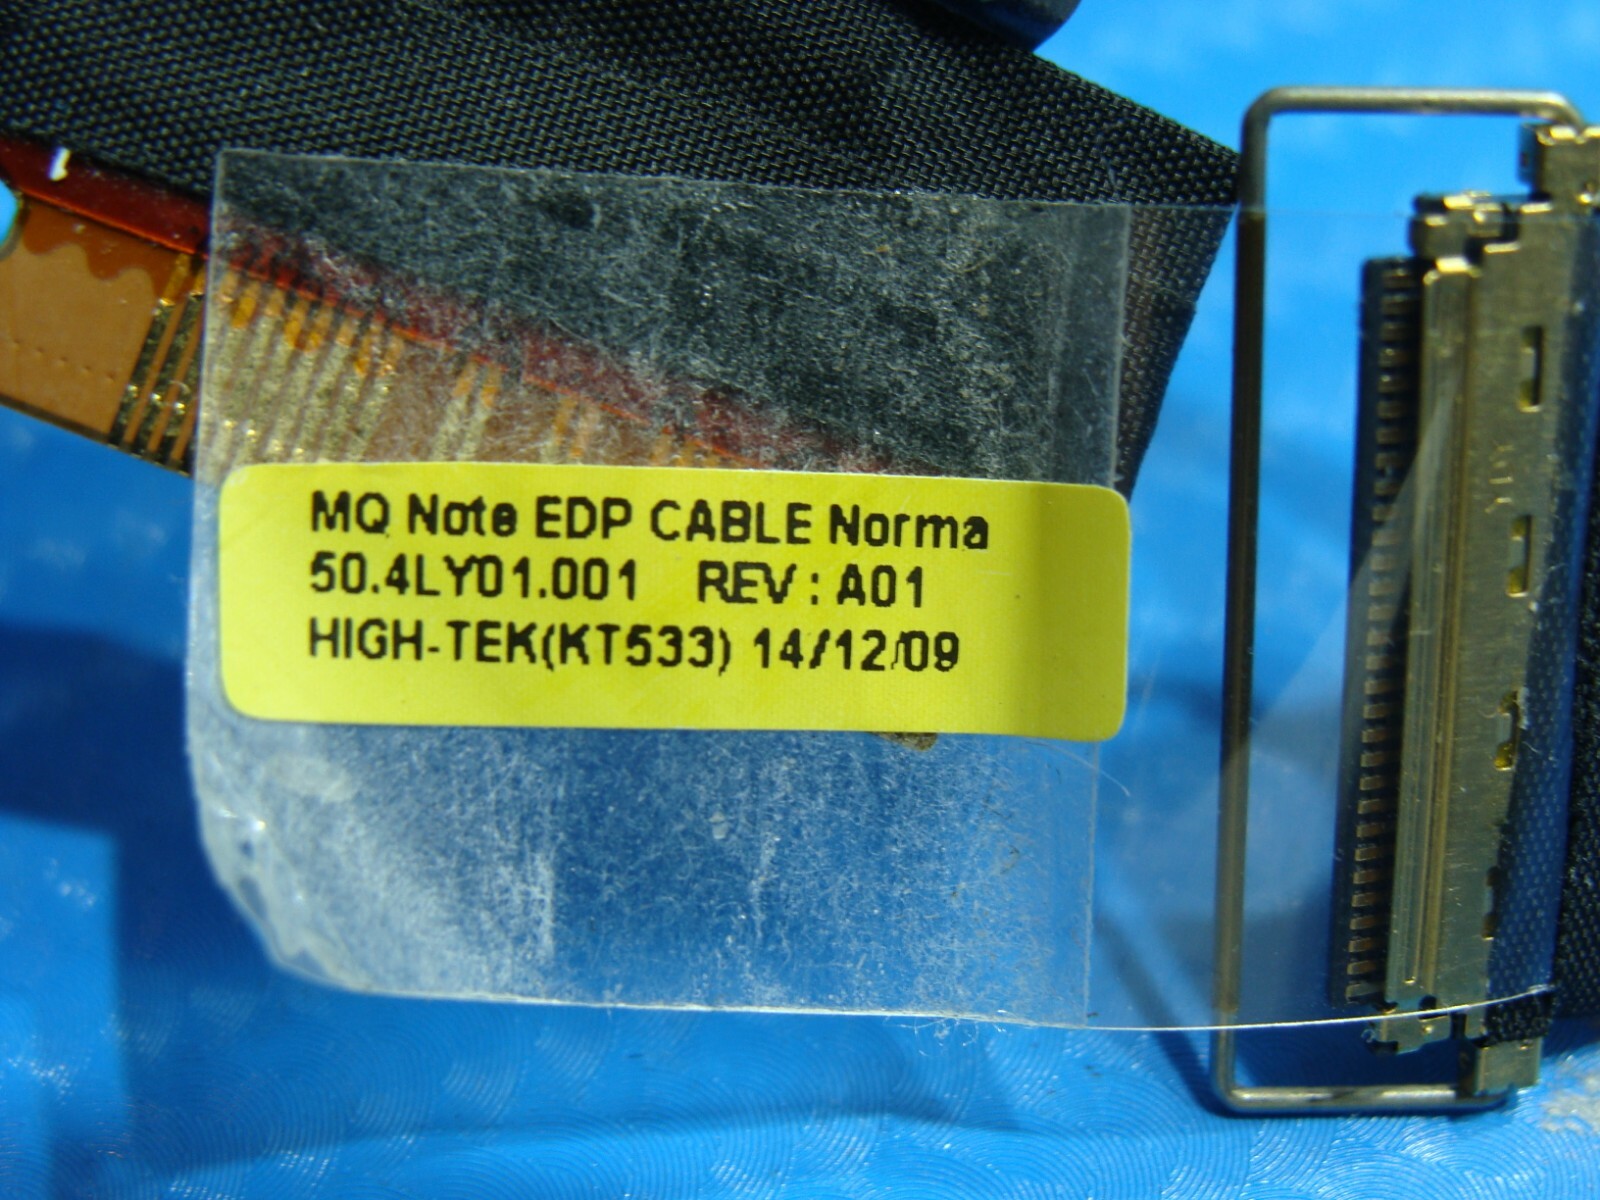 MQ Note EDP CABLE Norma
50.4LY01.001 REV : A01
HIGH-TEK(KT533) 14/12/09